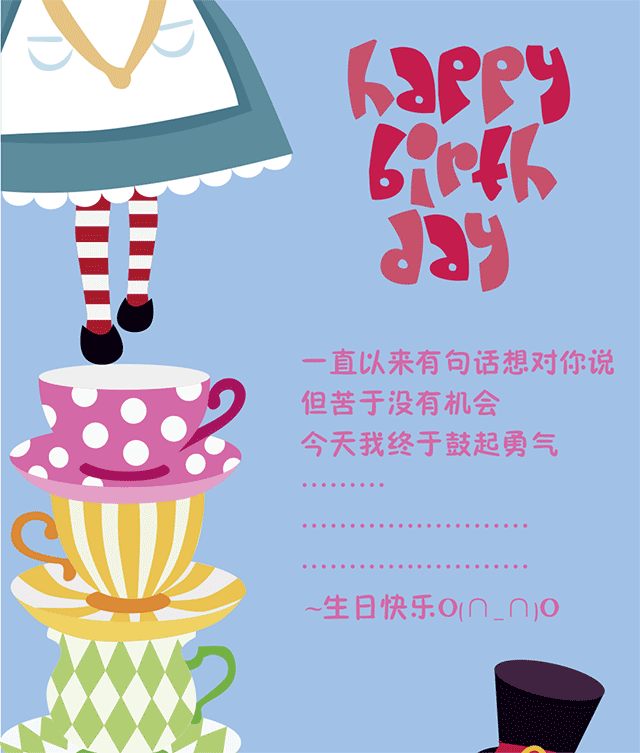 happy
birth
day
一直以来有句话想对你说
但苦于没有机会
今天我终于鼓起勇气
………
………………………
………………………
~生日快乐O(∩_∩)O